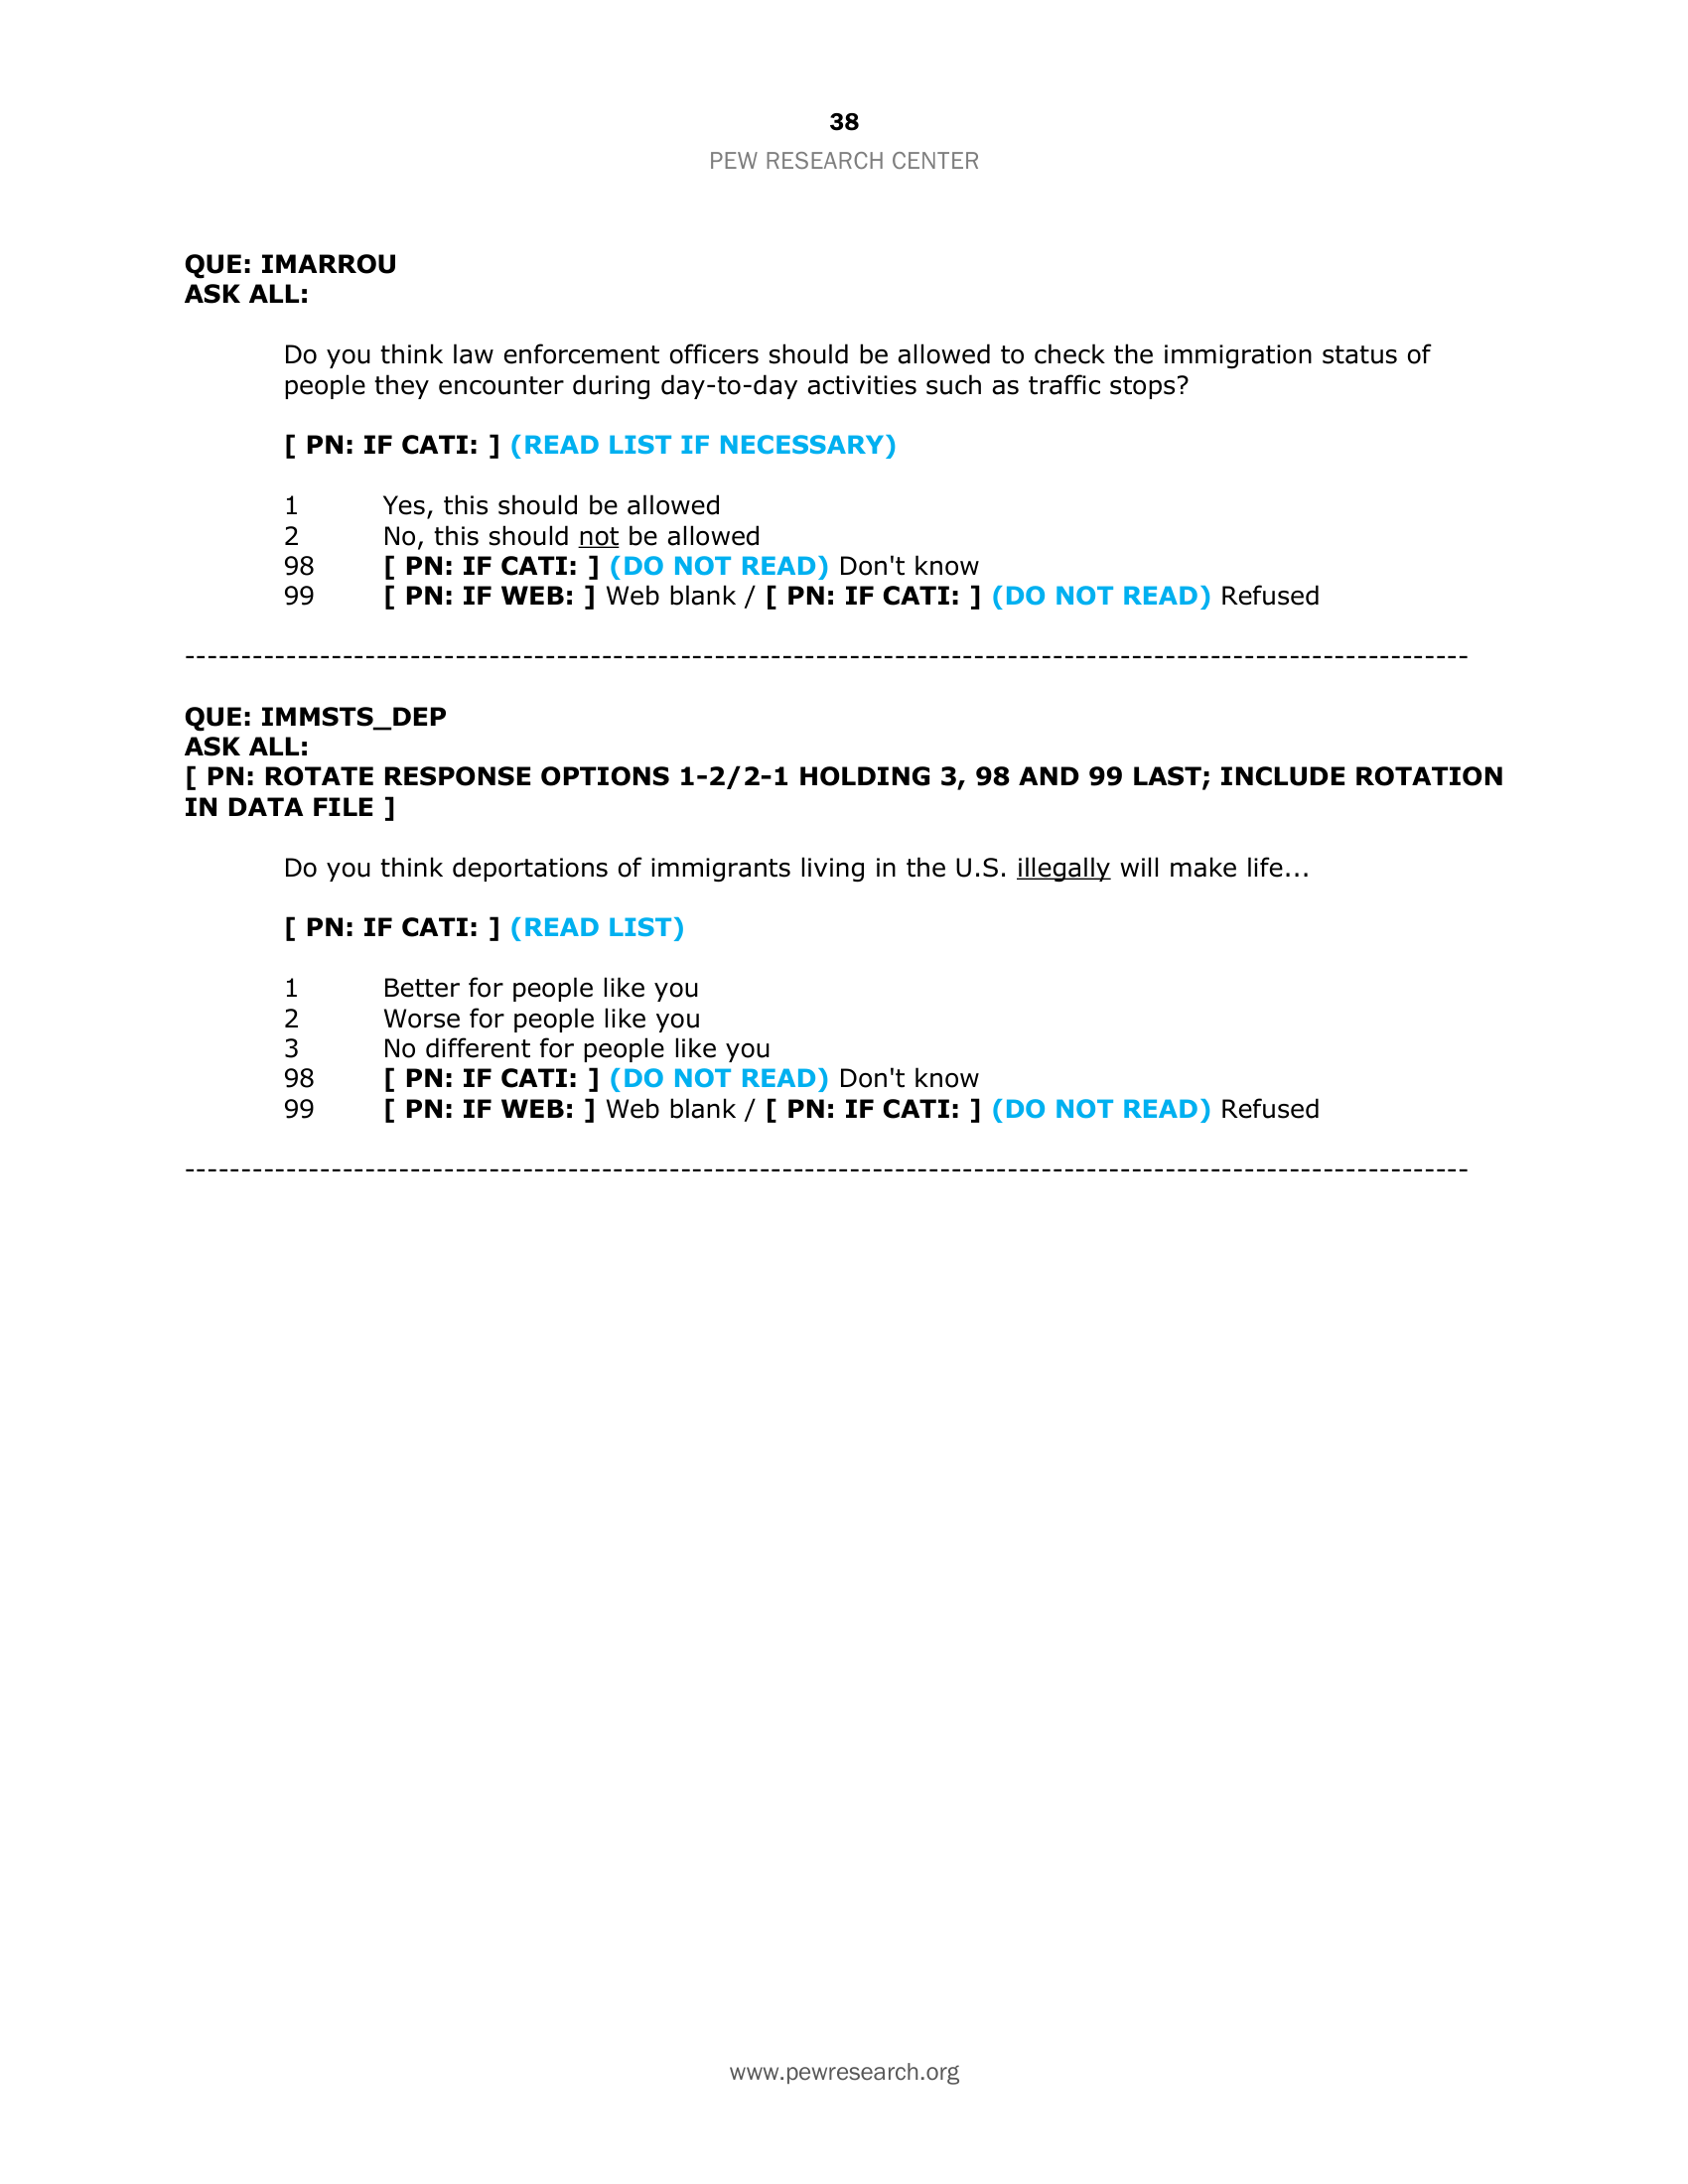 38
PEW RESEARCH CENTER
QUE: IMARROU
ASK ALL:
Do you think law enforcement officers should be allowed to check the immigration status of
people they encounter during day-to-day activities such as traffic stops?
[ PN: IF CATI: ] (READ LIST IF NECESSARY)
1 Yes, this should be allowed
2 No, this should not be allowed
98 [ PN: IF CATI: ] (DO NOT READ) Don't know
99 [ PN: IF WEB: ] Web blank / [ PN: IF CATI: ] (DO NOT READ) Refused
-------------------------------------------------------------------------------------------------------------------
QUE: IMMSTS_DEP
ASK ALL:
[ PN: ROTATE RESPONSE OPTIONS 1-2/2-1 HOLDING 3, 98 AND 99 LAST; INCLUDE ROTATION
IN DATA FILE ]
Do you think deportations of immigrants living in the U.S. illegally will make life...
[ PN: IF CATI: ] (READ LIST)
1 Better for people like you
2 Worse for people like you
3 No different for people like you
98 [ PN: IF CATI: ] (DO NOT READ) Don't know
99 [ PN: IF WEB: ] Web blank / [ PN: IF CATI: ] (DO NOT READ) Refused
-------------------------------------------------------------------------------------------------------------------
www.pewresearch.org